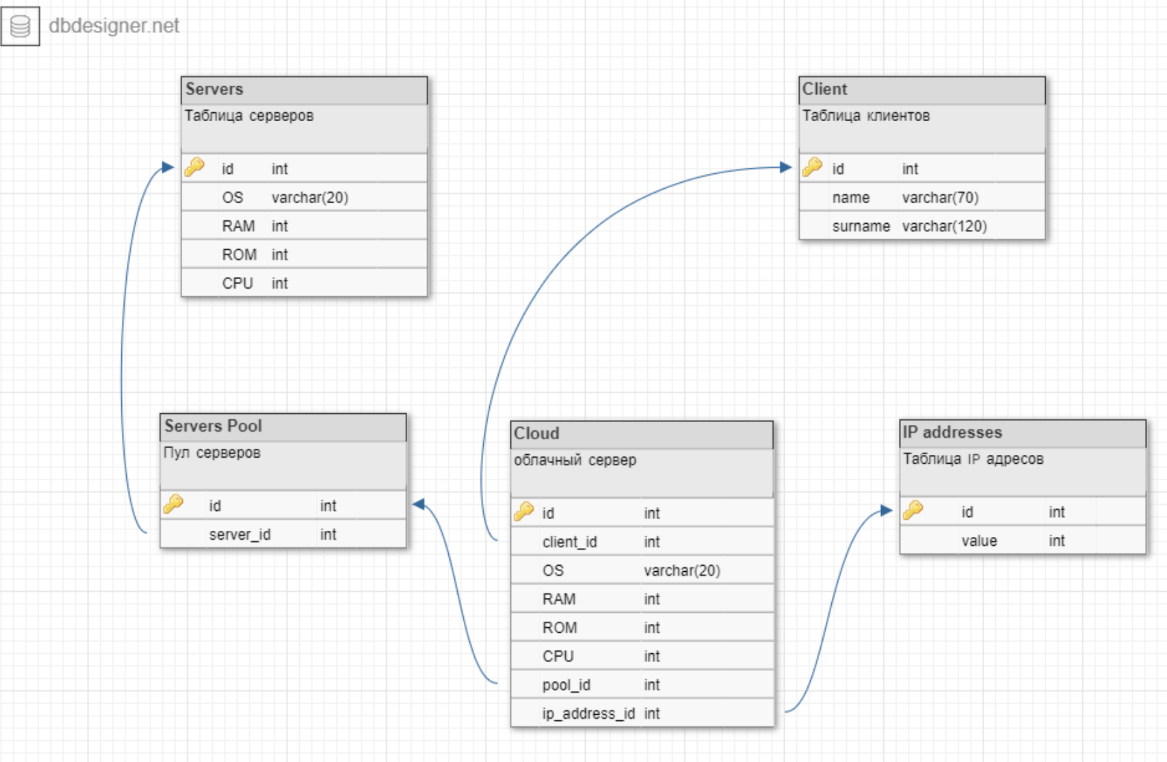 dbdesigner.net
Servers
Таблица серверов
id int
OS varchar(20)
RAM int
ROM int
CPU int
Client
Таблица клиентов
id int
name varchar(70)
surname varchar(120)
Servers Pool
Пул серверов
id int
server_id int
Cloud
облачный сервер
id int
client_id int
OS varchar(20)
RAM int
ROM int
CPU int
pool_id int
ip_address_id int
IP addresses
Таблица IP адресов
id int
value int